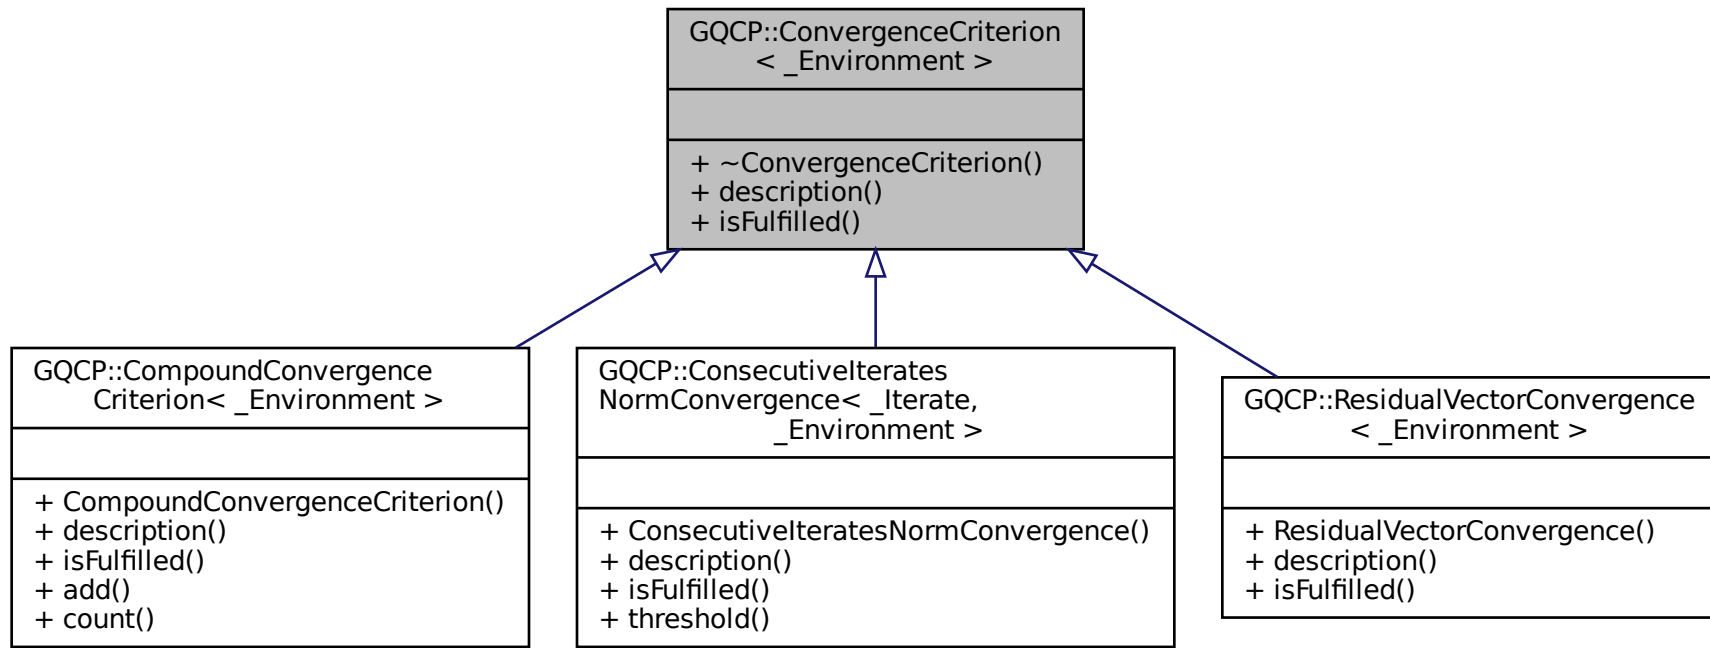 GQCP::ConvergenceCriterion
< _Environment >
+ ~ConvergenceCriterion()
+ description()
+ isFulfilled()
GQCP::CompoundConvergence
Criterion< _Environment >
+ CompoundConvergenceCriterion()
+ description()
+ isFulfilled()
+ add()
+ count()
GQCP::ConsecutiveIterates
NormConvergence< _Iterate,
_Environment >
+ ConsecutiveIteratesNormConvergence()
+ description()
+ isFulfilled()
+ threshold()
GQCP::ResidualVectorConvergence
< _Environment >
+ ResidualVectorConvergence()
+ description()
+ isFulfilled()